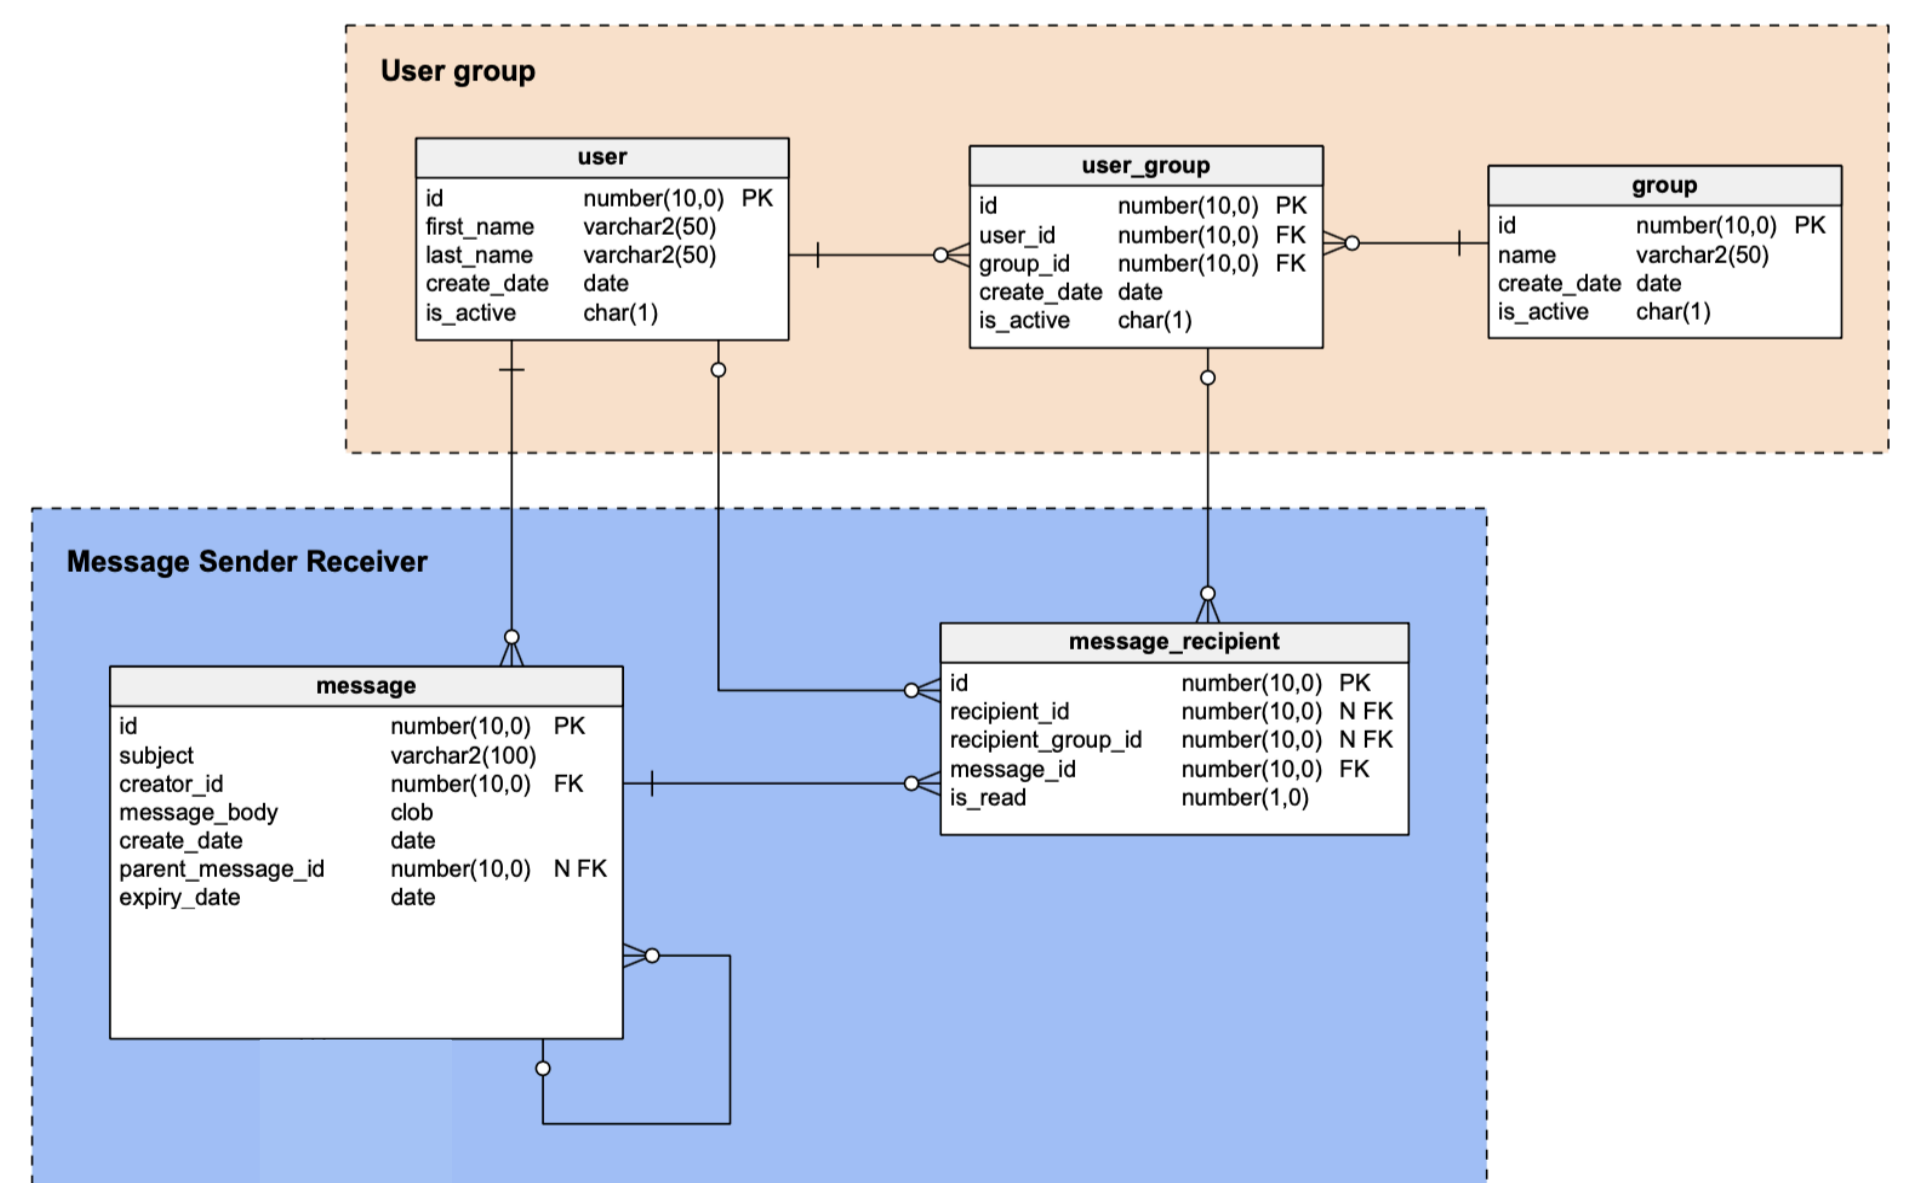 User group
user
id number(10,0) PK
first_name varchar2(50)
last_name varchar2(50)
create_date date
is_active char(1)
user_group
id number(10,0) PK
user_id number(10,0) FK
group_id number(10,0) FK
create_date date
is_active char(1)
group
id number(10,0) PK
name varchar2(50)
create_date date
is_active char(1)
Message Sender Receiver
message
id number(10,0) PK
subject varchar2(100)
creator_id number(10,0) FK
message_body clob
create_date date
parent_message_id number(10,0) N FK
expiry_date date
message_recipient
id number(10,0) PK
recipient_id number(10,0) N FK
recipient_group_id number(10,0) N FK
message_id number(10,0) FK
is_read number(1,0)